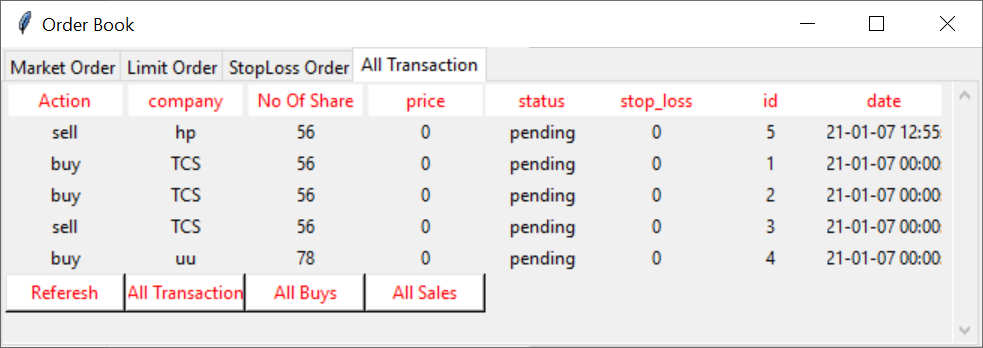 Order Book
Market Order Limit Order StopLoss Order All Transaction
Action company No Of Share price status stop_loss id date
sell hp 56 0 pending 0 5 21-01-07 12:55:
buy TCS 56 0 pending 0 1 21-01-07 00:00:
buy TCS 56 0 pending 0 2 21-01-07 00:00:
sell TCS 56 0 pending 0 3 21-01-07 00:00:
buy uu 78 0 pending 0 4 21-01-07 00:00:
Referesh All Transaction All Buys All Sales